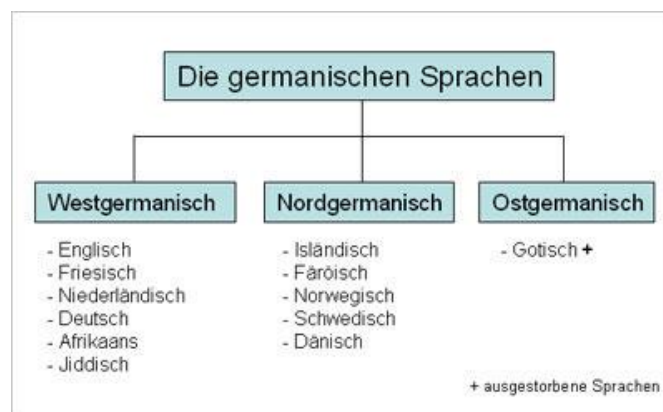 Die germanischen Sprachen
Westgermanisch
- Englisch
- Friesisch
- Niederländisch
- Deutsch
- Afrikaans
- Jiddisch
Nordgermanisch
- Isländisch
- Färöisch
- Norwegisch
- Schwedisch
- Dänisch
Ostgermanisch
- Gotisch +
+ ausgestorbene Sprachen